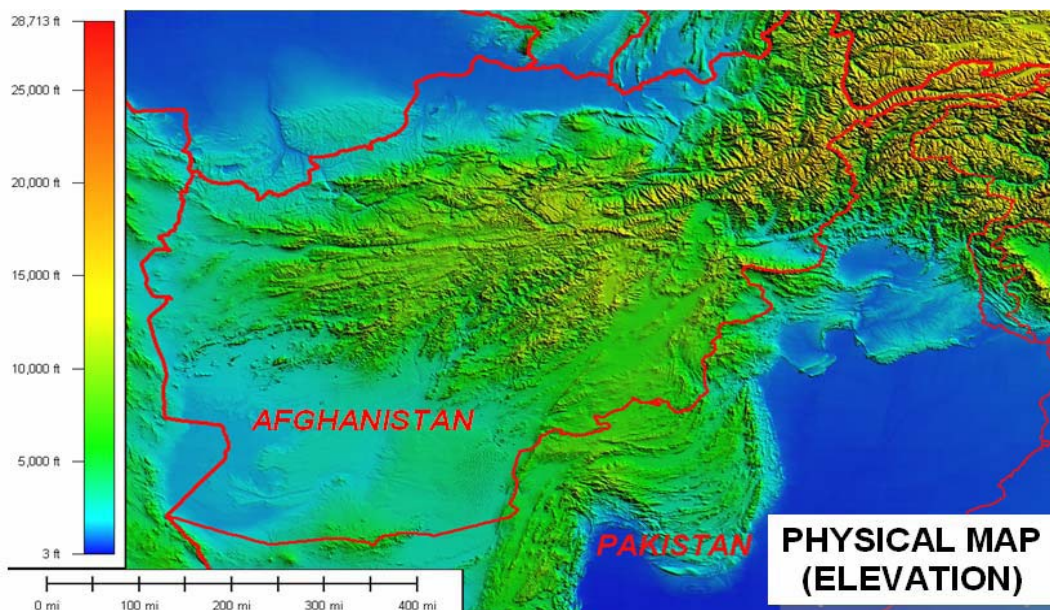 28,713 ft
25,000 ft
20,000 ft
15,000 ft
10,000 ft
5,000 ft
3 ft
AFGHANISTAN
PAKISTAN
PHYSICAL MAP
(ELEVATION)
0 mi 100 mi 200 mi 300 mi 400 mi